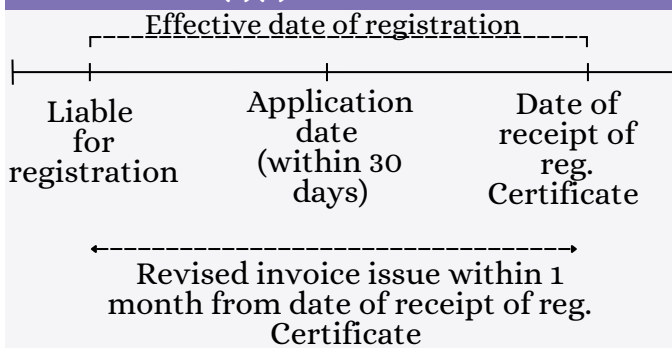 Effective date of registration
Liable
for
registration
Application
date
(within 30
days)
Date of
receipt of
reg.
Certificate
Revised invoice issue within 1
month from date of receipt of reg.
Certificate